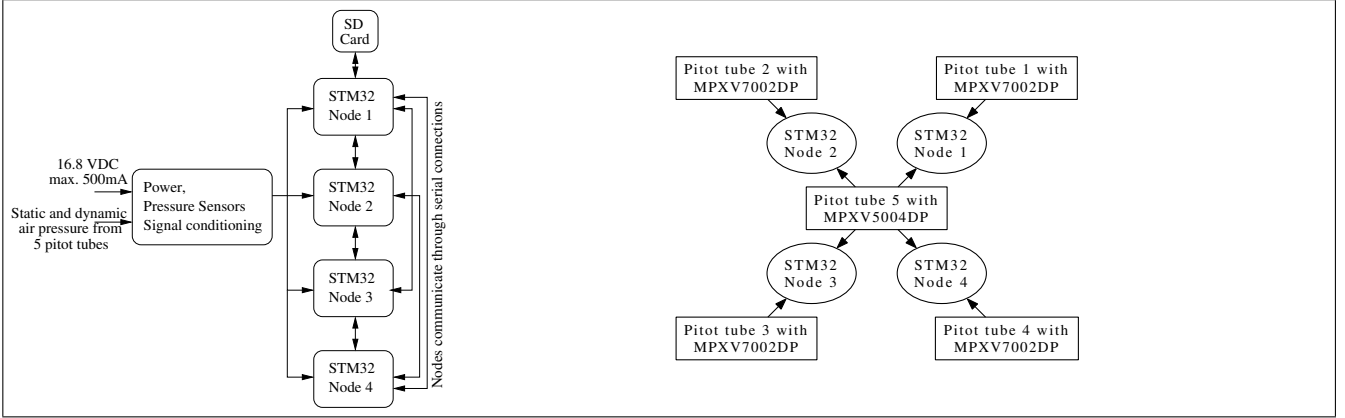 SD
Card
STM32
Node 1
STM32
Node 2
STM32
Node 3
STM32
Node 4
16.8 VDC
max. 500mA
Static and dynamic
air pressure from
5 pitot tubes
Power,
Pressure Sensors
Signal conditioning
Nodes communicate through serial connections
Pitot tube 2 with
MPXV7002DP
Pitot tube 1 with
MPXV7002DP
STM32
Node 2
STM32
Node 1
Pitot tube 5 with
MPXV5004DP
STM32
Node 3
STM32
Node 4
Pitot tube 3 with
MPXV7002DP
Pitot tube 4 with
MPXV7002DP